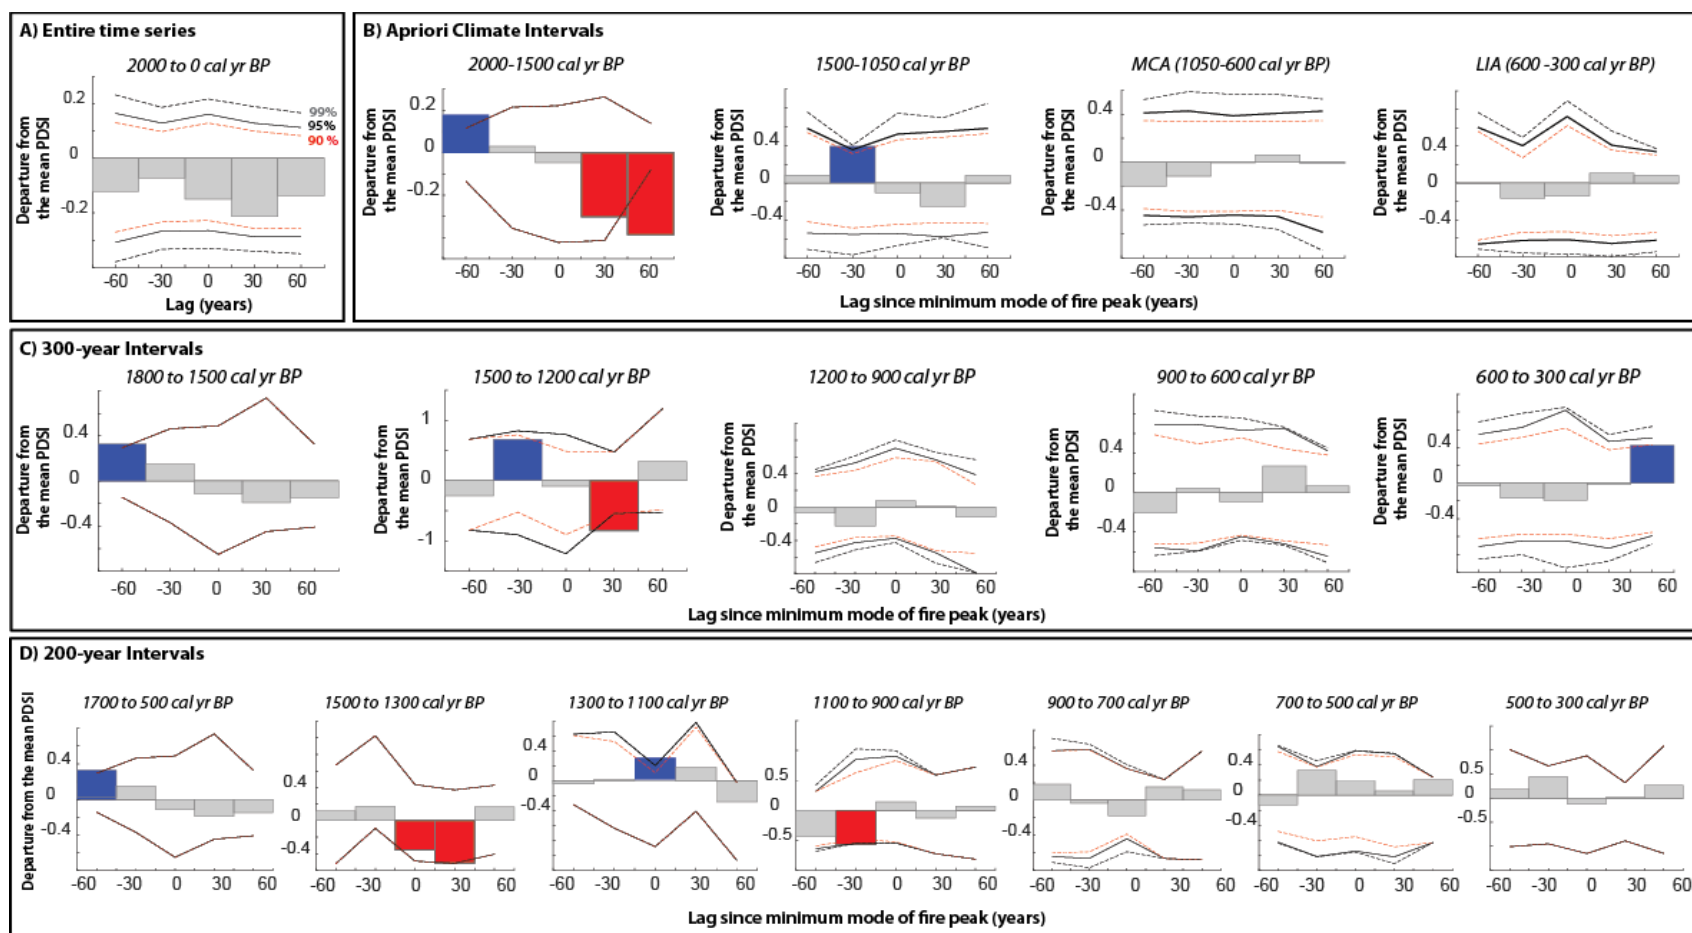 A) Entire time series
2000 to 0 cal yr BP
Departure from
the mean PDSI
0.2
0
-0.2
99%
95%
90 %
-60 -30 0 30 60
Lag (years)
B) Apriori Climate Intervals
2000-1500 cal yr BP
Departure from
the mean PDSI
0.2
0
-0.2
-60 -30 0 30 60
1500-1050 cal yr BP
Departure from
the mean PDSI
0.4
0
-0.4
-60 -30 0 30 60
MCA (1050-600 cal yr BP)
Departure from
the mean PDSI
0.4
0
-0.4
-60 -30 0 30 60
LIA (600 -300 cal yr BP)
Departure from
the mean PDSI
0.4
0
-0.4
-60 -30 0 30 60
Lag since minimum mode of fire peak (years)
C) 300-year Intervals
1800 to 1500 cal yr BP
Departure from
the mean PDSI
0.4
0
-0.4
-60 -30 0 30 60
1500 to 1200 cal yr BP
Departure from
the mean PDSI
1
0
-1
-60 -30 0 30 60
1200 to 900 cal yr BP
Departure from
the mean PDSI
0.4
0
-0.4
-60 -30 0 30 60
900 to 600 cal yr BP
Departure from
the mean PDSI
0.4
0
-0.4
-60 -30 0 30 60
600 to 300 cal yr BP
Departure from
the mean PDSI
0.4
0
-0.4
-60 -30 0 30 60
Lag since minimum mode of fire peak (years)
D) 200-year Intervals
Departure from the mean PDSI
1700 to 500 cal yr BP
0.4
0
-0.4
-60 -30 0 30 60
1500 to 1300 cal yr BP
0.4
0
-0.4
-60 -30 0 30 60
1300 to 1100 cal yr BP
0.4
0
-0.4
-60 -30 0 30 60
1100 to 900 cal yr BP
0.5
0
-0.5
-60 -30 0 30 60
900 to 700 cal yr BP
0.4
0
-0.4
-60 -30 0 30 60
700 to 500 cal yr BP
0.4
0
-0.4
-60 -30 0 30 60
500 to 300 cal yr BP
0.5
0
-0.5
-60 -30 0 30 60
Lag since minimum mode of fire peak (years)